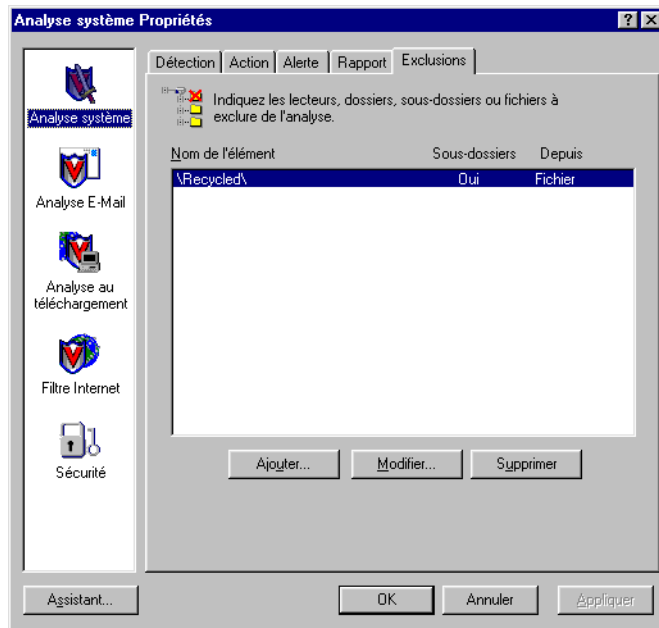 Analyse système Propriétés
Analyse système
Analyse E-Mail
Analyse au
téléchargement
Filtre Internet
Sécurité
Détection Action Alerte Rapport Exclusions
Indiquez les lecteurs, dossiers, sous-dossiers ou fichiers à
exclure de l'analyse.
Nom de l'élément Sous-dossiers Depuis
\Recycled\ Oui Fichier
Ajouter... Modifier... Supprimer
Assistant... OK Annuler Appliquer